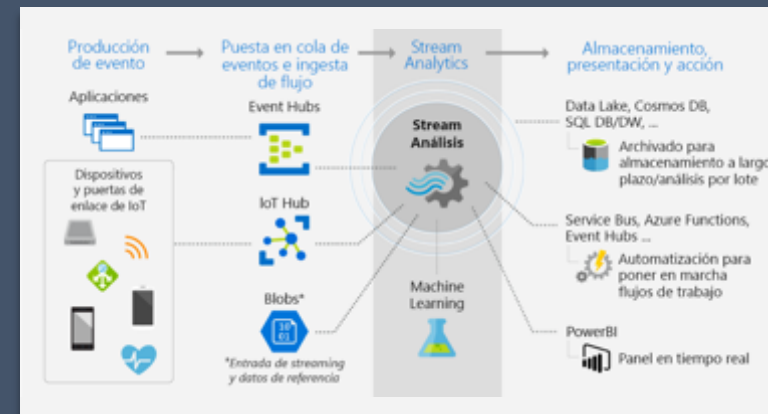 Producción
de evento
Puesta en cola de
eventos e ingesta
de flujo
Stream
Analytics
Almacenamiento,
presentación y acción
Aplicaciones
Dispositivos
y puertas de
enlace de IoT
Event Hubs
IoT Hub
Blobs*
10
01
*Entrada de streaming
y datos de referencia
Stream
Análisis
Machine
Learning
Data Lake, Cosmos DB,
SQL DB/DW, ...
Archivado para
almacenamiento a largo
plazo/análisis por lote
Service Bus, Azure Functions,
Event Hubs ...
Automatización para
poner en marcha
flujos de trabajo
PowerBI
Panel en tiempo real